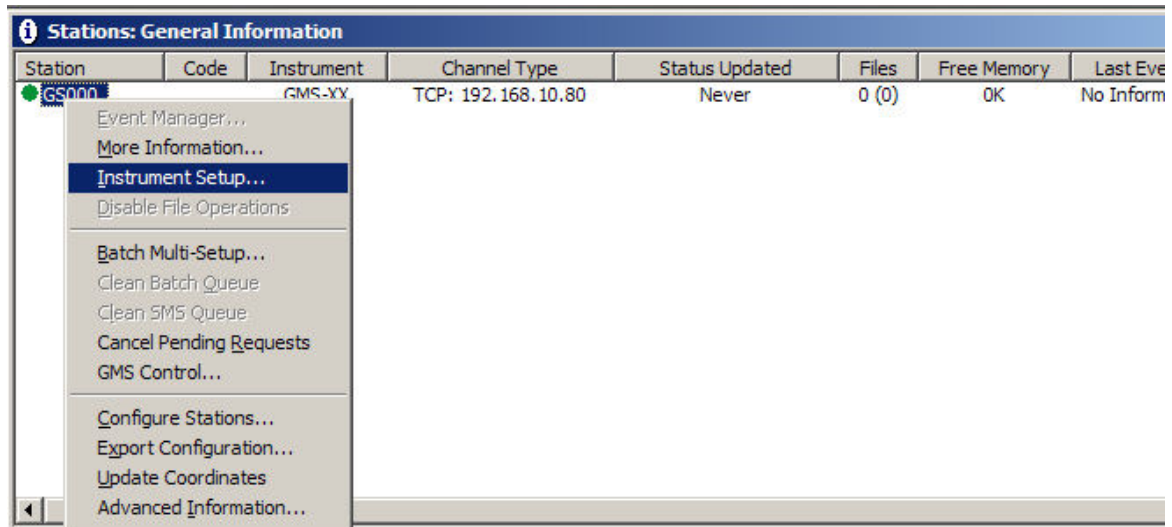 Stations: General Information
Station Code Instrument Channel Type Status Updated Files Free Memory Last Eve
GS000 GMS-XX TCP: 192.168.10.80 Never 0 (0) OK No Inform
Event Manager...
More Information...
Instrument Setup...
Disable File Operations
Batch Multi-Setup...
Clean Batch Queue
Clean SMS Queue
Cancel Pending Requests
GMS Control...
Configure Stations...
Export Configuration...
Update Coordinates
Advanced Information...